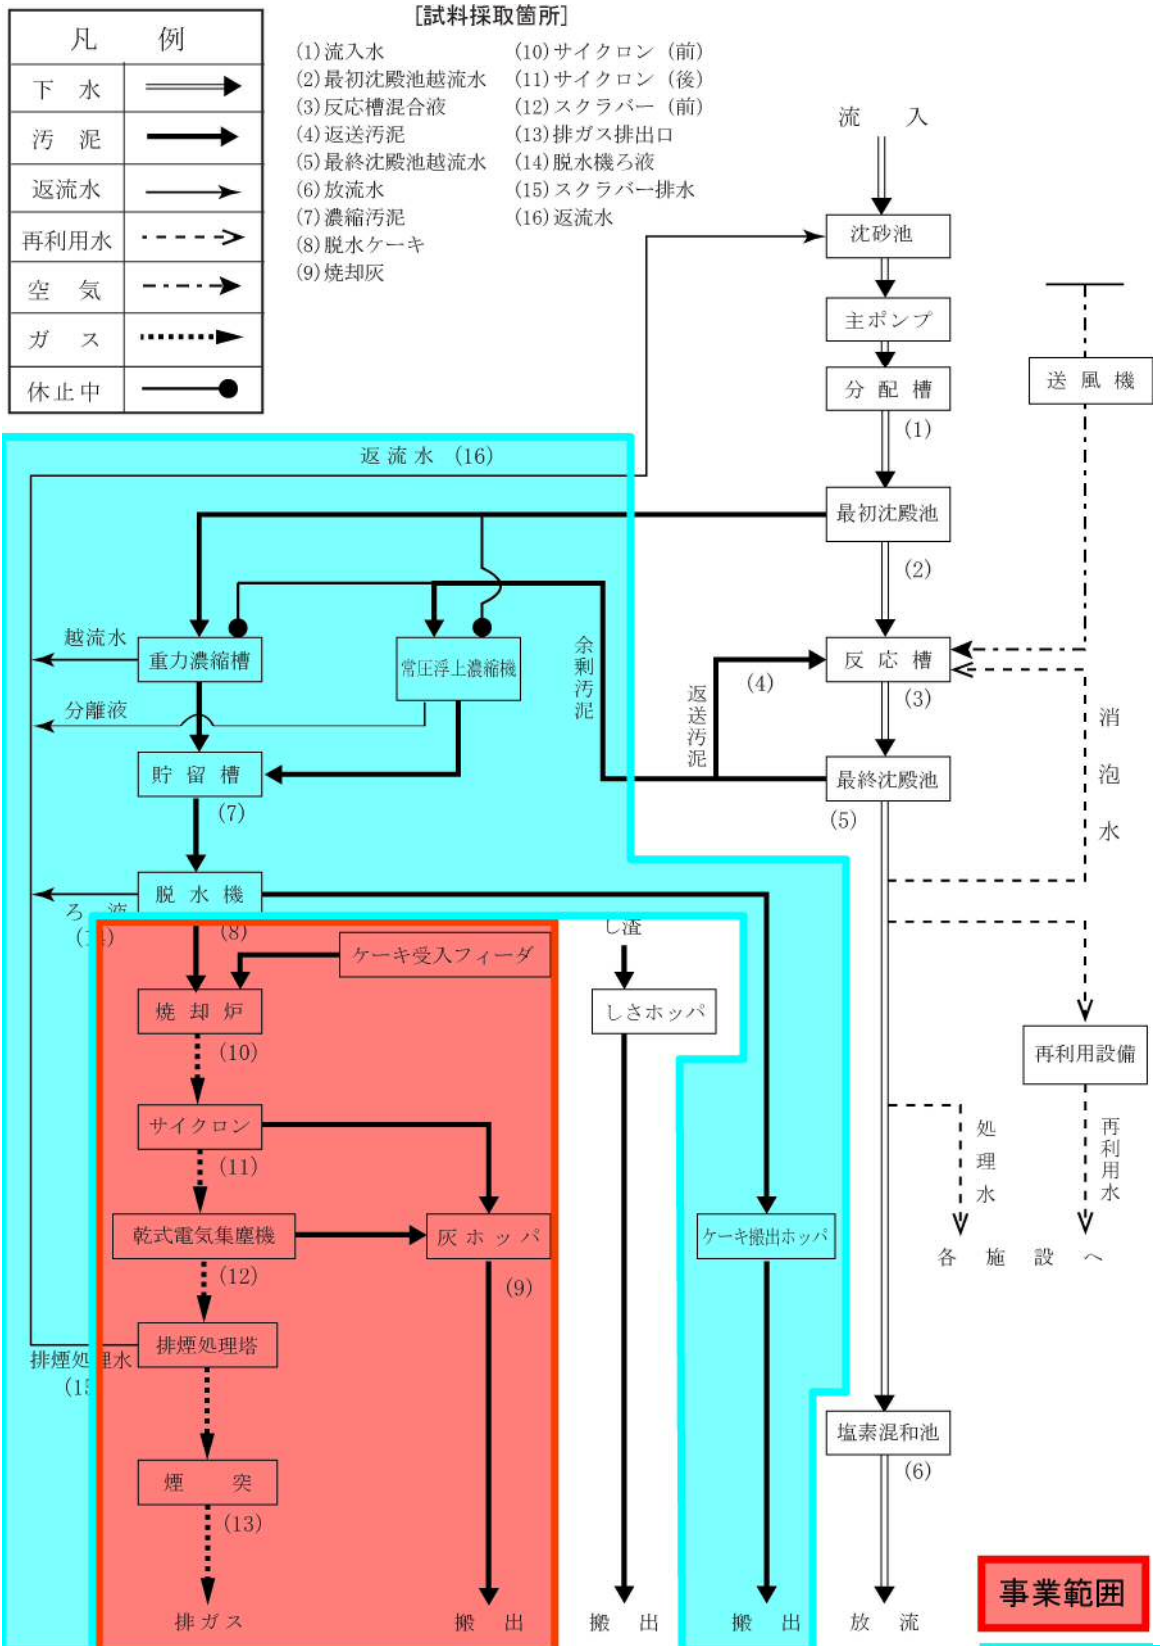 [試料採取箇所]
凡 例
下 水
汚 泥
返流水
再利用水
空 気
ガ ス
休止中
(1)流入水
(2)最初沈殿池越流水
(3)反応槽混合液
(4)返送汚泥
(5)最終沈殿池越流水
(6)放流水
(7)濃縮汚泥
(8)脱水ケーキ
(9)焼却灰
(10)サイクロン（前）
(11)サイクロン（後）
(12)スクラバー（前）
(13)排ガス排出口
(14)脱水機ろ液
(15)スクラバー排水
(16)返流水
流 入
沈砂池
主ポンプ
分 配 槽
(1)
送 風 機
返 流 水 (16)
最初沈殿池
(2)
越流水
重力濃縮槽
常圧浮上濃縮機
余剰汚泥
反 応 槽
(3)
(4)
返送汚泥
分離液
消泡水
貯 留 槽
(7)
最終沈殿池
(5)
脱 水 機
ろ 液
(8)
ケーキ受入フィーダ
し渣
焼 却 炉
(10)
しさホッパ
再利用設備
サイクロン
(11)
処理水
再利用水
乾式電気集塵機
(12)
灰 ホ ッ パ
(9)
ケーキ搬出ホッパ
各 施 設 へ
排煙処理塔
排煙処理水
塩素混和池
(6)
煙 突
(13)
事業範囲
排ガス
搬 出
搬 出
搬 出
放 流